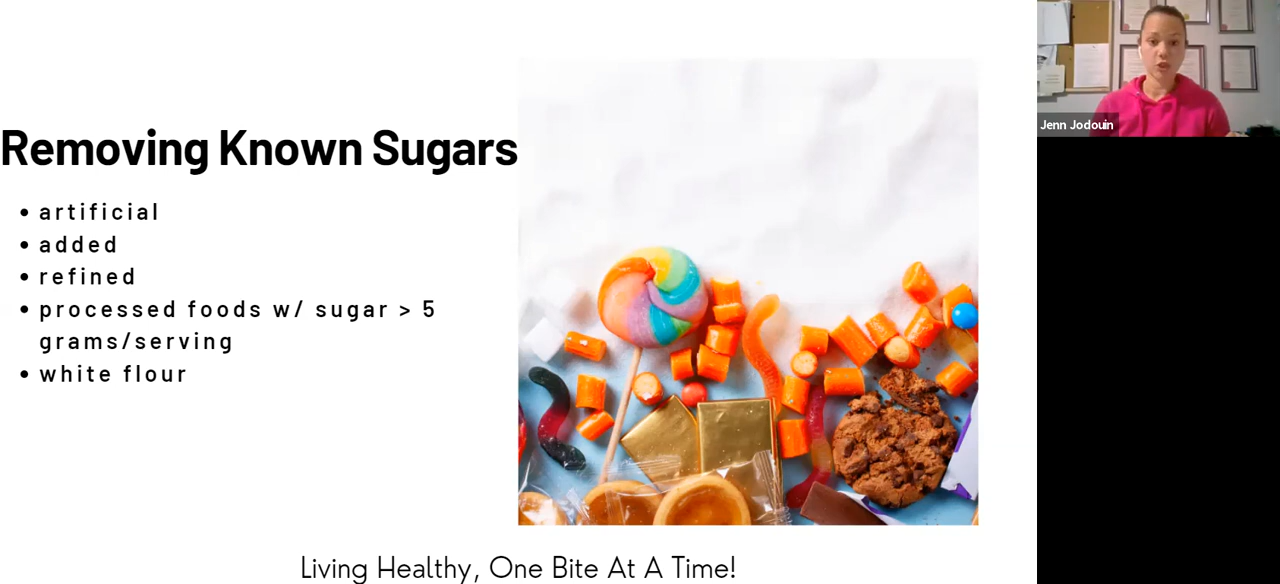 Removing Known Sugars
• artificial
• added
• refined
• processed foods w/ sugar > 5
grams/serving
• white flour
Living Healthy, One Bite At A Time!
Jenn Jodouin